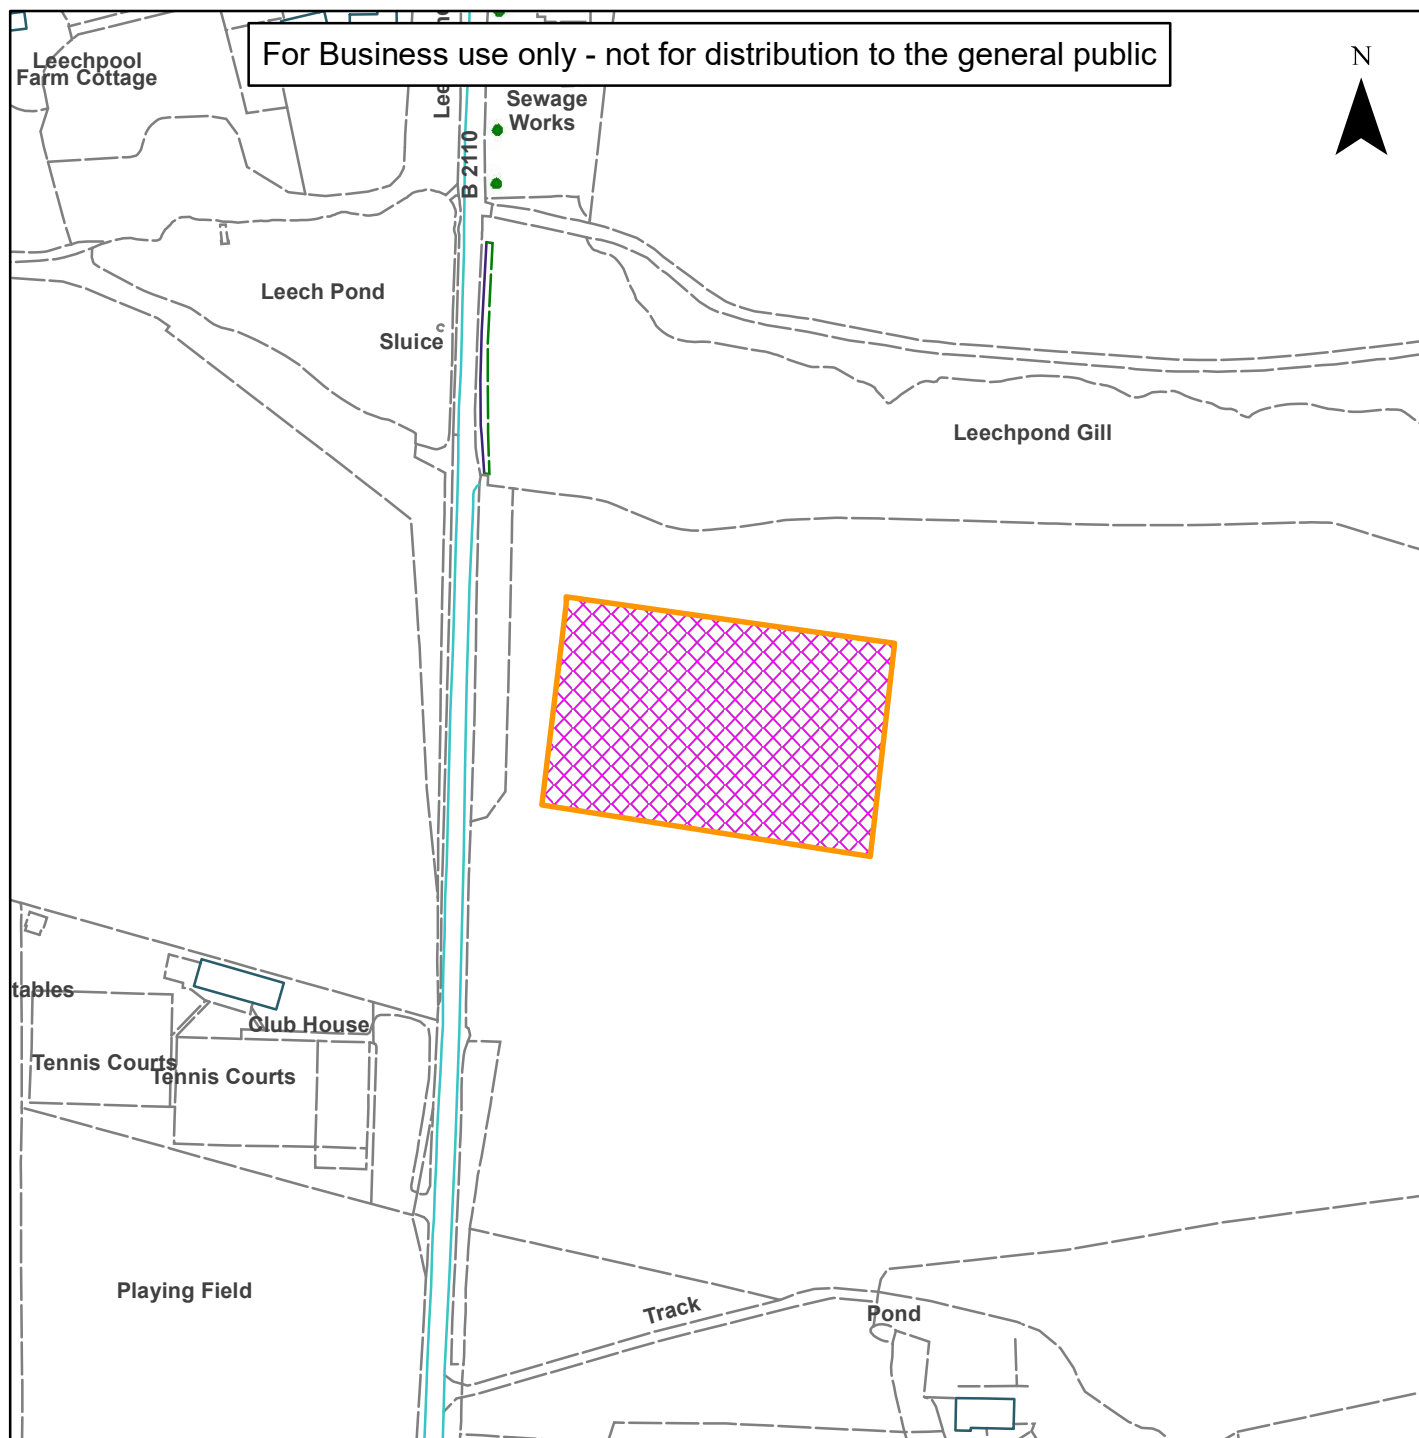 For Business use only - not for distribution to the general public
N
Leechpool
Farm Cottage
Sewage
Works
B 2110
Leech Pond
Sluice
Leechpond Gill
tables
Club House
Tennis Courts
Tennis Courts
Playing Field
Track
Pond